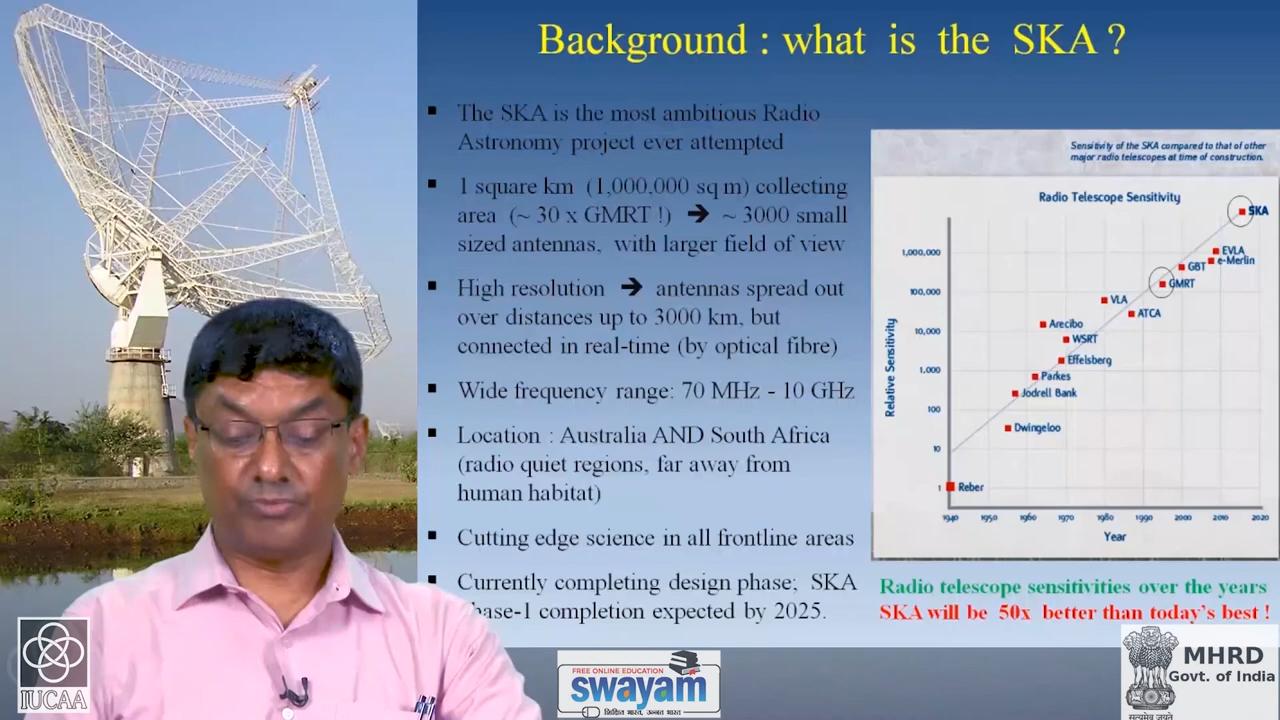 Background : what is the SKA ?
The SKA is the most ambitious Radio
Astronomy project ever attempted
1 square km (1,000,000 sq m) collecting
area (~ 30 x GMRT !) ➔ ~ 3000 small
sized antennas, with larger field of view
High resolution ➔ antennas spread out
over distances up to 3000 km, but
connected in real-time (by optical fibre)
Wide frequency range: 70 MHz - 10 GHz
Location : Australia AND South Africa
(radio quiet regions, far away from
human habitat)
Cutting edge science in all frontline areas
Currently completing design phase; SKA
hase-1 completion expected by 2025.
Sensitivity of the SKA compared to that of other
major radio telescopes at time of construction.
Radio Telescope Sensitivity
SKA
EVLA
e-Merlin
GBT
GMRT
VLA
ATCA
Arecibo
WSRT
Effelsberg
Parkes
Jodrell Bank
Dwingeloo
Reber
Relative Sensitivity
1,000,000
100,000
10,000
1,000
100
10
1
1940 1950 1960 1970 1980 1990 2000 2010 2020
Year
Radio telescope sensitivities over the years
SKA will be 50x better than today's best !
IUCAA
FREE ONLINE EDUCATION
swayam
शिक्षित भारत, उन्नत भारत
MHRD
Govt. of India
सत्यमेव जयते